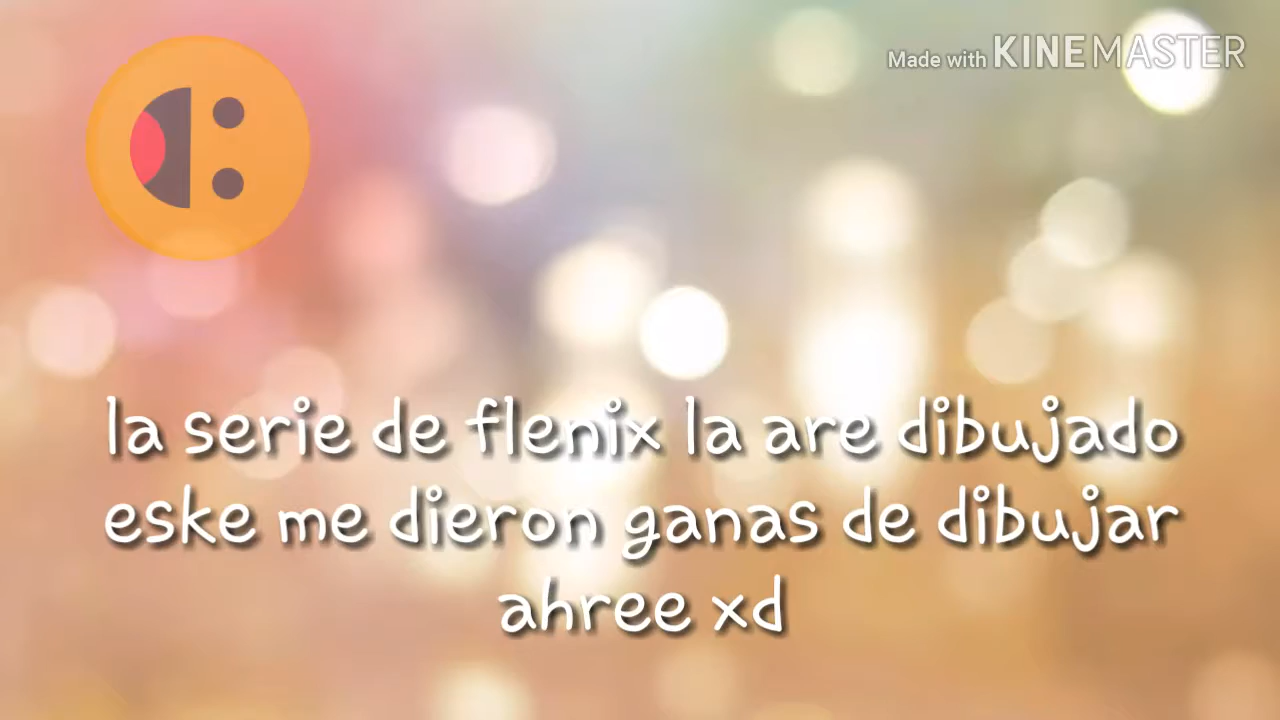 Made with KINEMASTER
la serie de flenix la are dibujado
eske me dieron ganas de dibujar
ahree xd